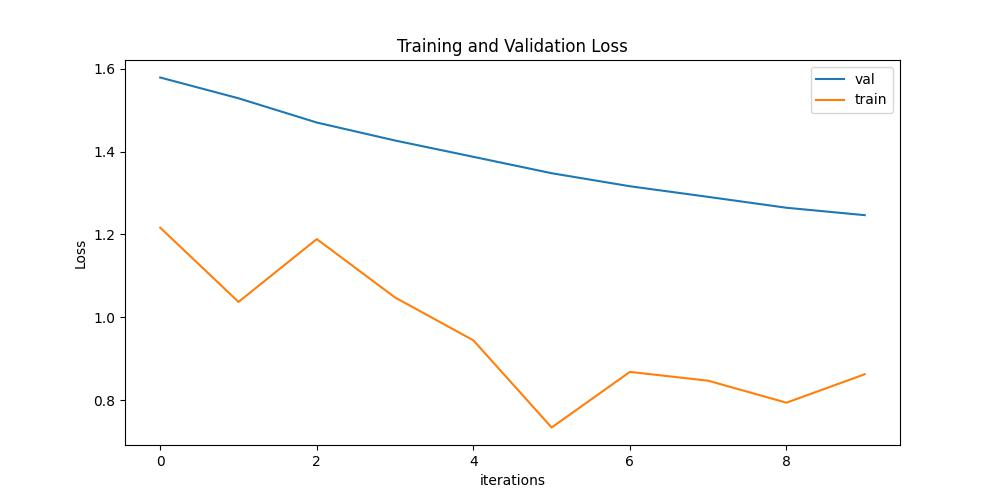 Training and Validation Loss
val
train
1.6
1.4
1.2
1.0
0.8
Loss
0 2 4 6 8
iterations